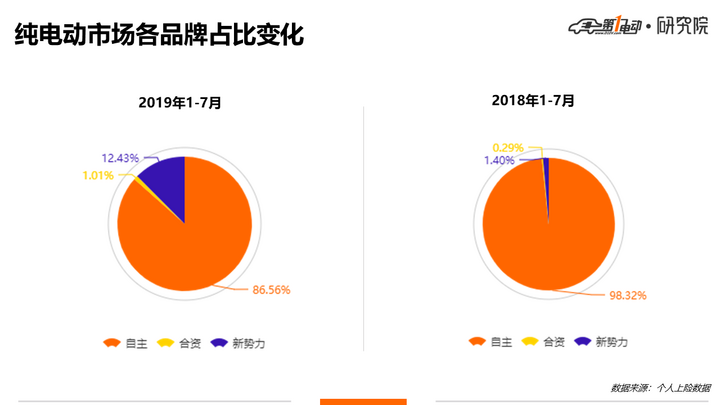 纯电动市场各品牌占比变化
第1电动·研究院
2019年1-7月
12.43%
1.01%
86.56%
自主 合资 新势力
2018年1-7月
0.29%
1.40%
98.32%
自主 合资 新势力
数据来源：个人上险数据